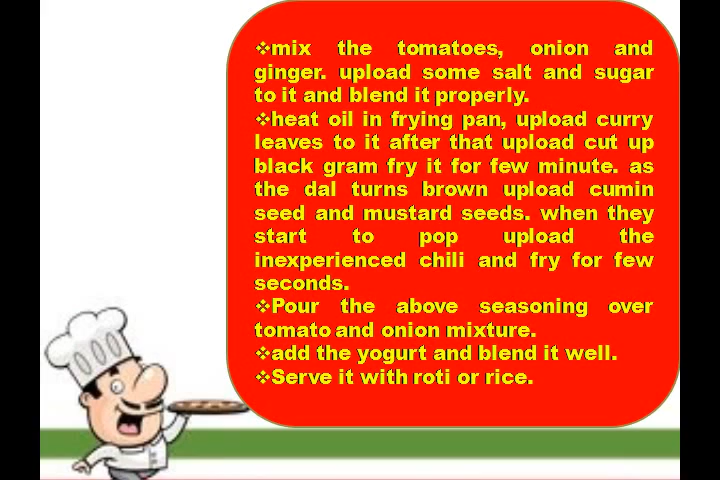 ❖mix the tomatoes, onion and
ginger. upload some salt and sugar
to it and blend it properly.
❖heat oil in frying pan, upload curry
leaves to it after that upload cut up
black gram fry it for few minute. as
the dal turns brown upload cumin
seed and mustard seeds. when they
start to pop upload the
inexperienced chili and fry for few
seconds.
❖Pour the above seasoning over
tomato and onion mixture.
❖add the yogurt and blend it well.
❖Serve it with roti or rice.